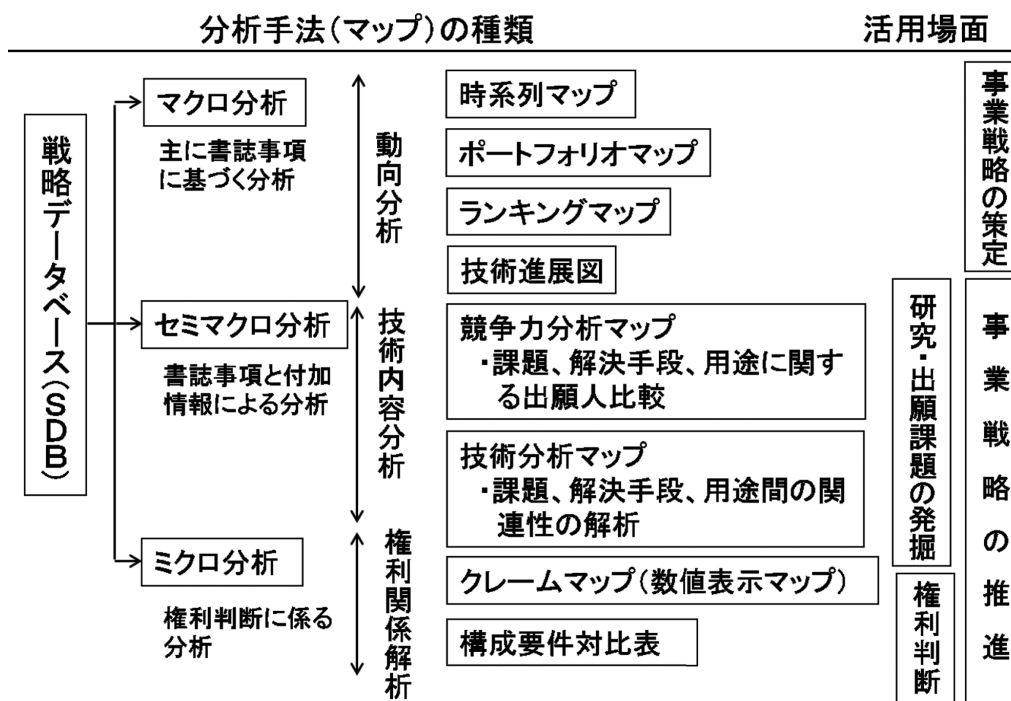 分析手法(マップ)の種類
活用場面
戦略データベース(SDB)
マクロ分析
主に書誌事項
に基づく分析
セミマクロ分析
書誌事項と付加
情報による分析
ミクロ分析
権利判断に係る
分析
動向分析
技術内容分析
権利関係解析
時系列マップ
ポートフォリオマップ
ランキングマップ
技術進展図
競争力分析マップ
・課題、解決手段、用途に関す
る出願人比較
技術分析マップ
・課題、解決手段、用途間の関
連性の解析
クレームマップ(数値表示マップ)
構成要件対比表
事業戦略の策定
研究・出願課題の発掘
権利判断
事業戦略の推進